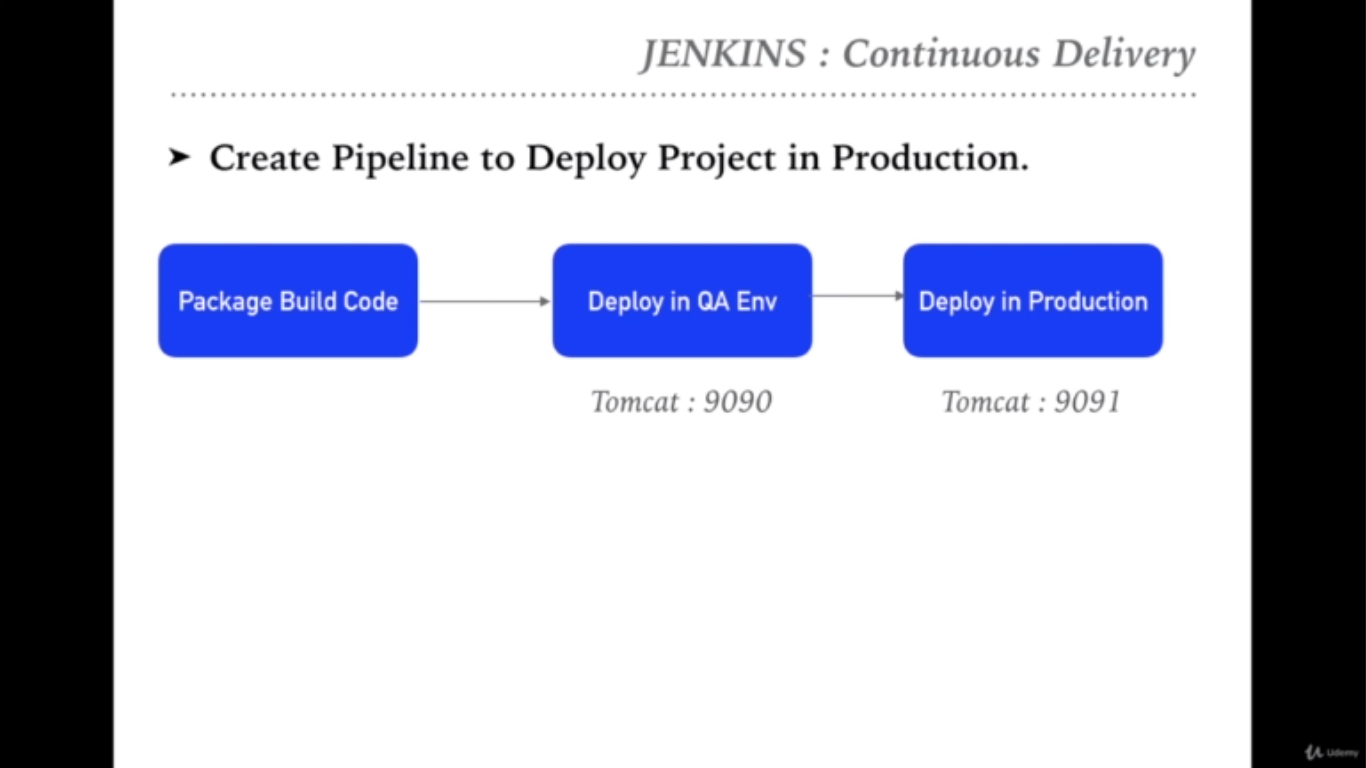 JENKINS : Continuous Delivery
➤ Create Pipeline to Deploy Project in Production.
Package Build Code
Deploy in QA Env
Deploy in Production
Tomcat : 9090
Tomcat : 9091
Udemy